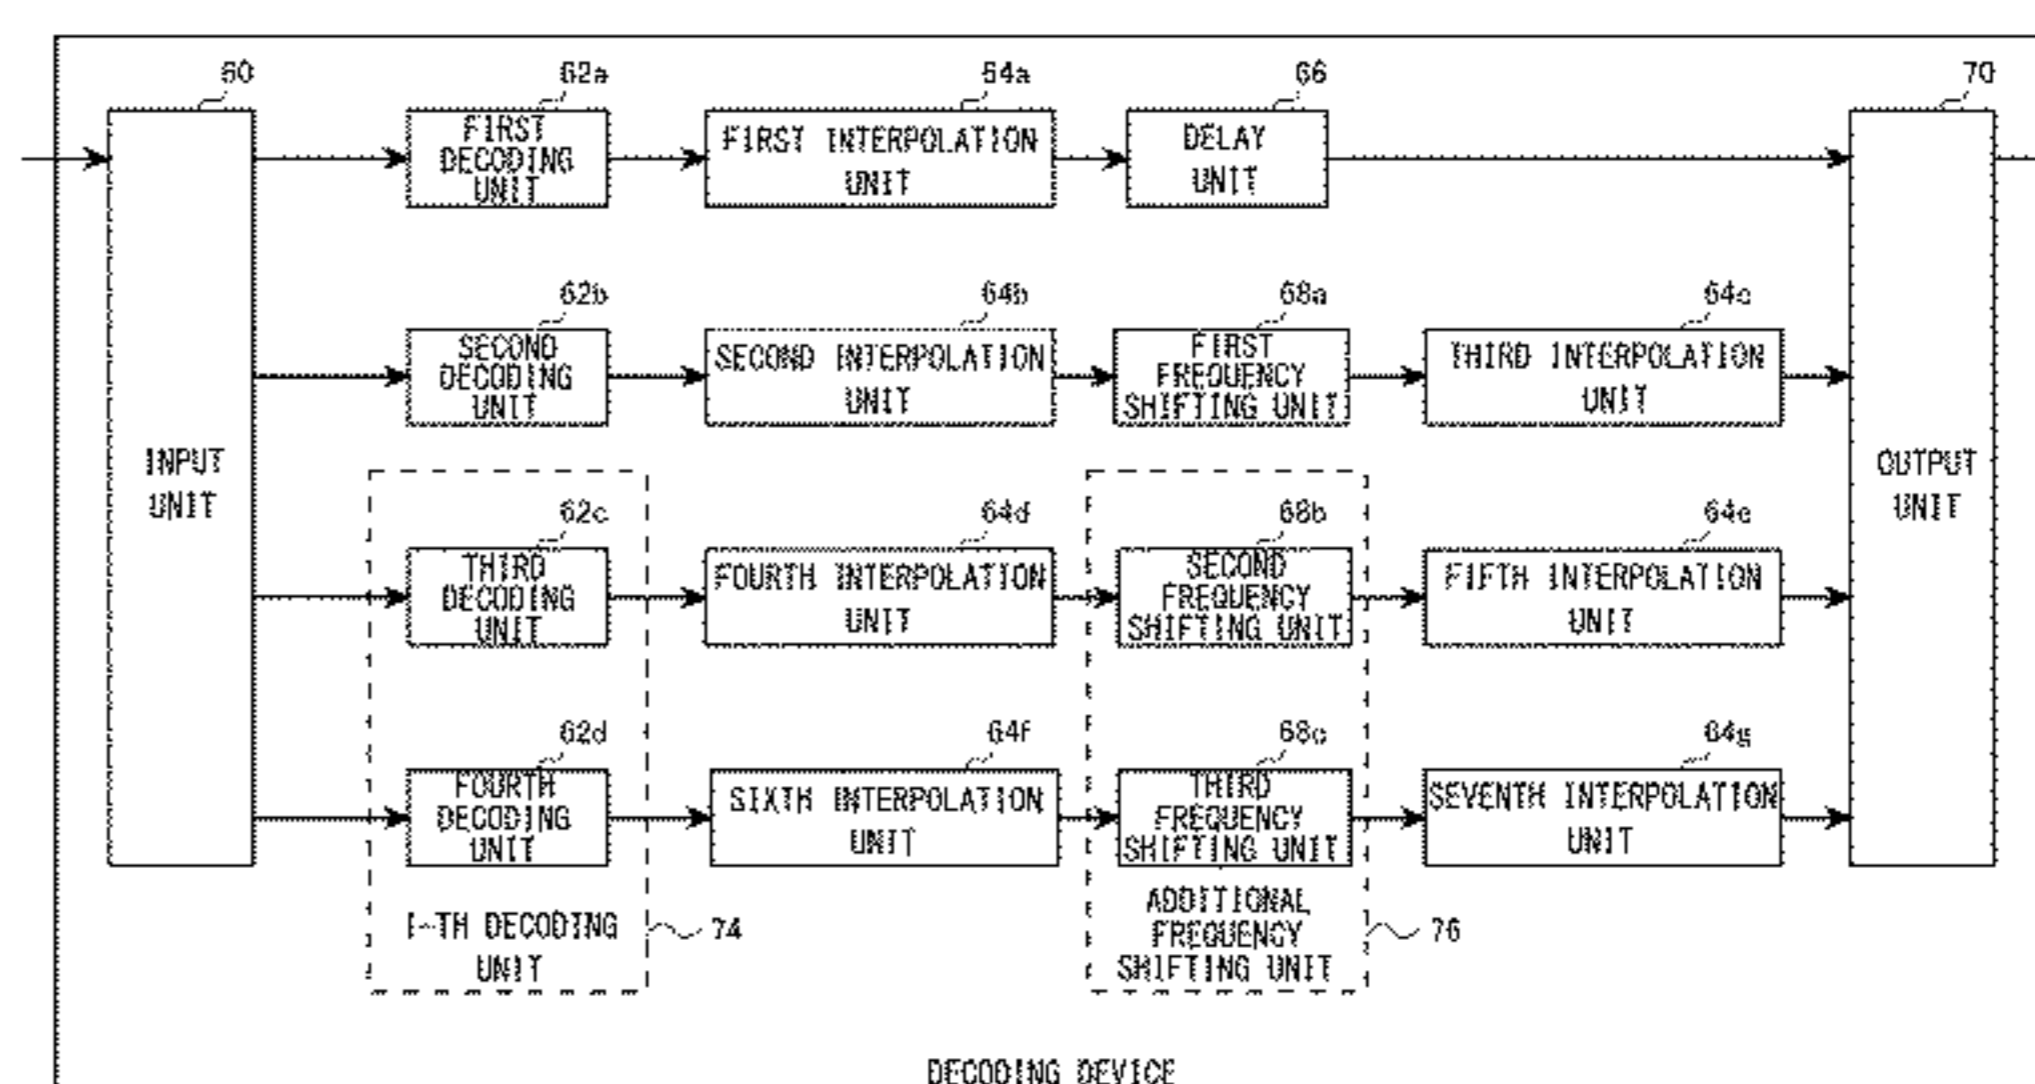 60
62a
64a
66
70
FIRST
DECODING
UNIT
FIRST INTERPOLATION
UNIT
DELAY
UNIT
62b
64b
68a
64c
SECOND
DECODING
UNIT
SECOND INTERPOLATION
UNIT
FIRST
FREQUENCY
SHIFTING UNIT
THIRD INTERPOLATION
UNIT
INPUT
UNIT
OUTPUT
UNIT
62c
64d
68b
64e
THIRD
DECODING
UNIT
FOURTH INTERPOLATION
UNIT
SECOND
FREQUENCY
SHIFTING UNIT
FIFTH INTERPOLATION
UNIT
62d
64f
68c
64g
FOURTH
DECODING
UNIT
SIXTH INTERPOLATION
UNIT
THIRD
FREQUENCY
SHIFTING UNIT
SEVENTH INTERPOLATION
UNIT
I-TH DECODING
UNIT
74
ADDITIONAL
FREQUENCY
SHIFTING UNIT
76
DECODING DEVICE